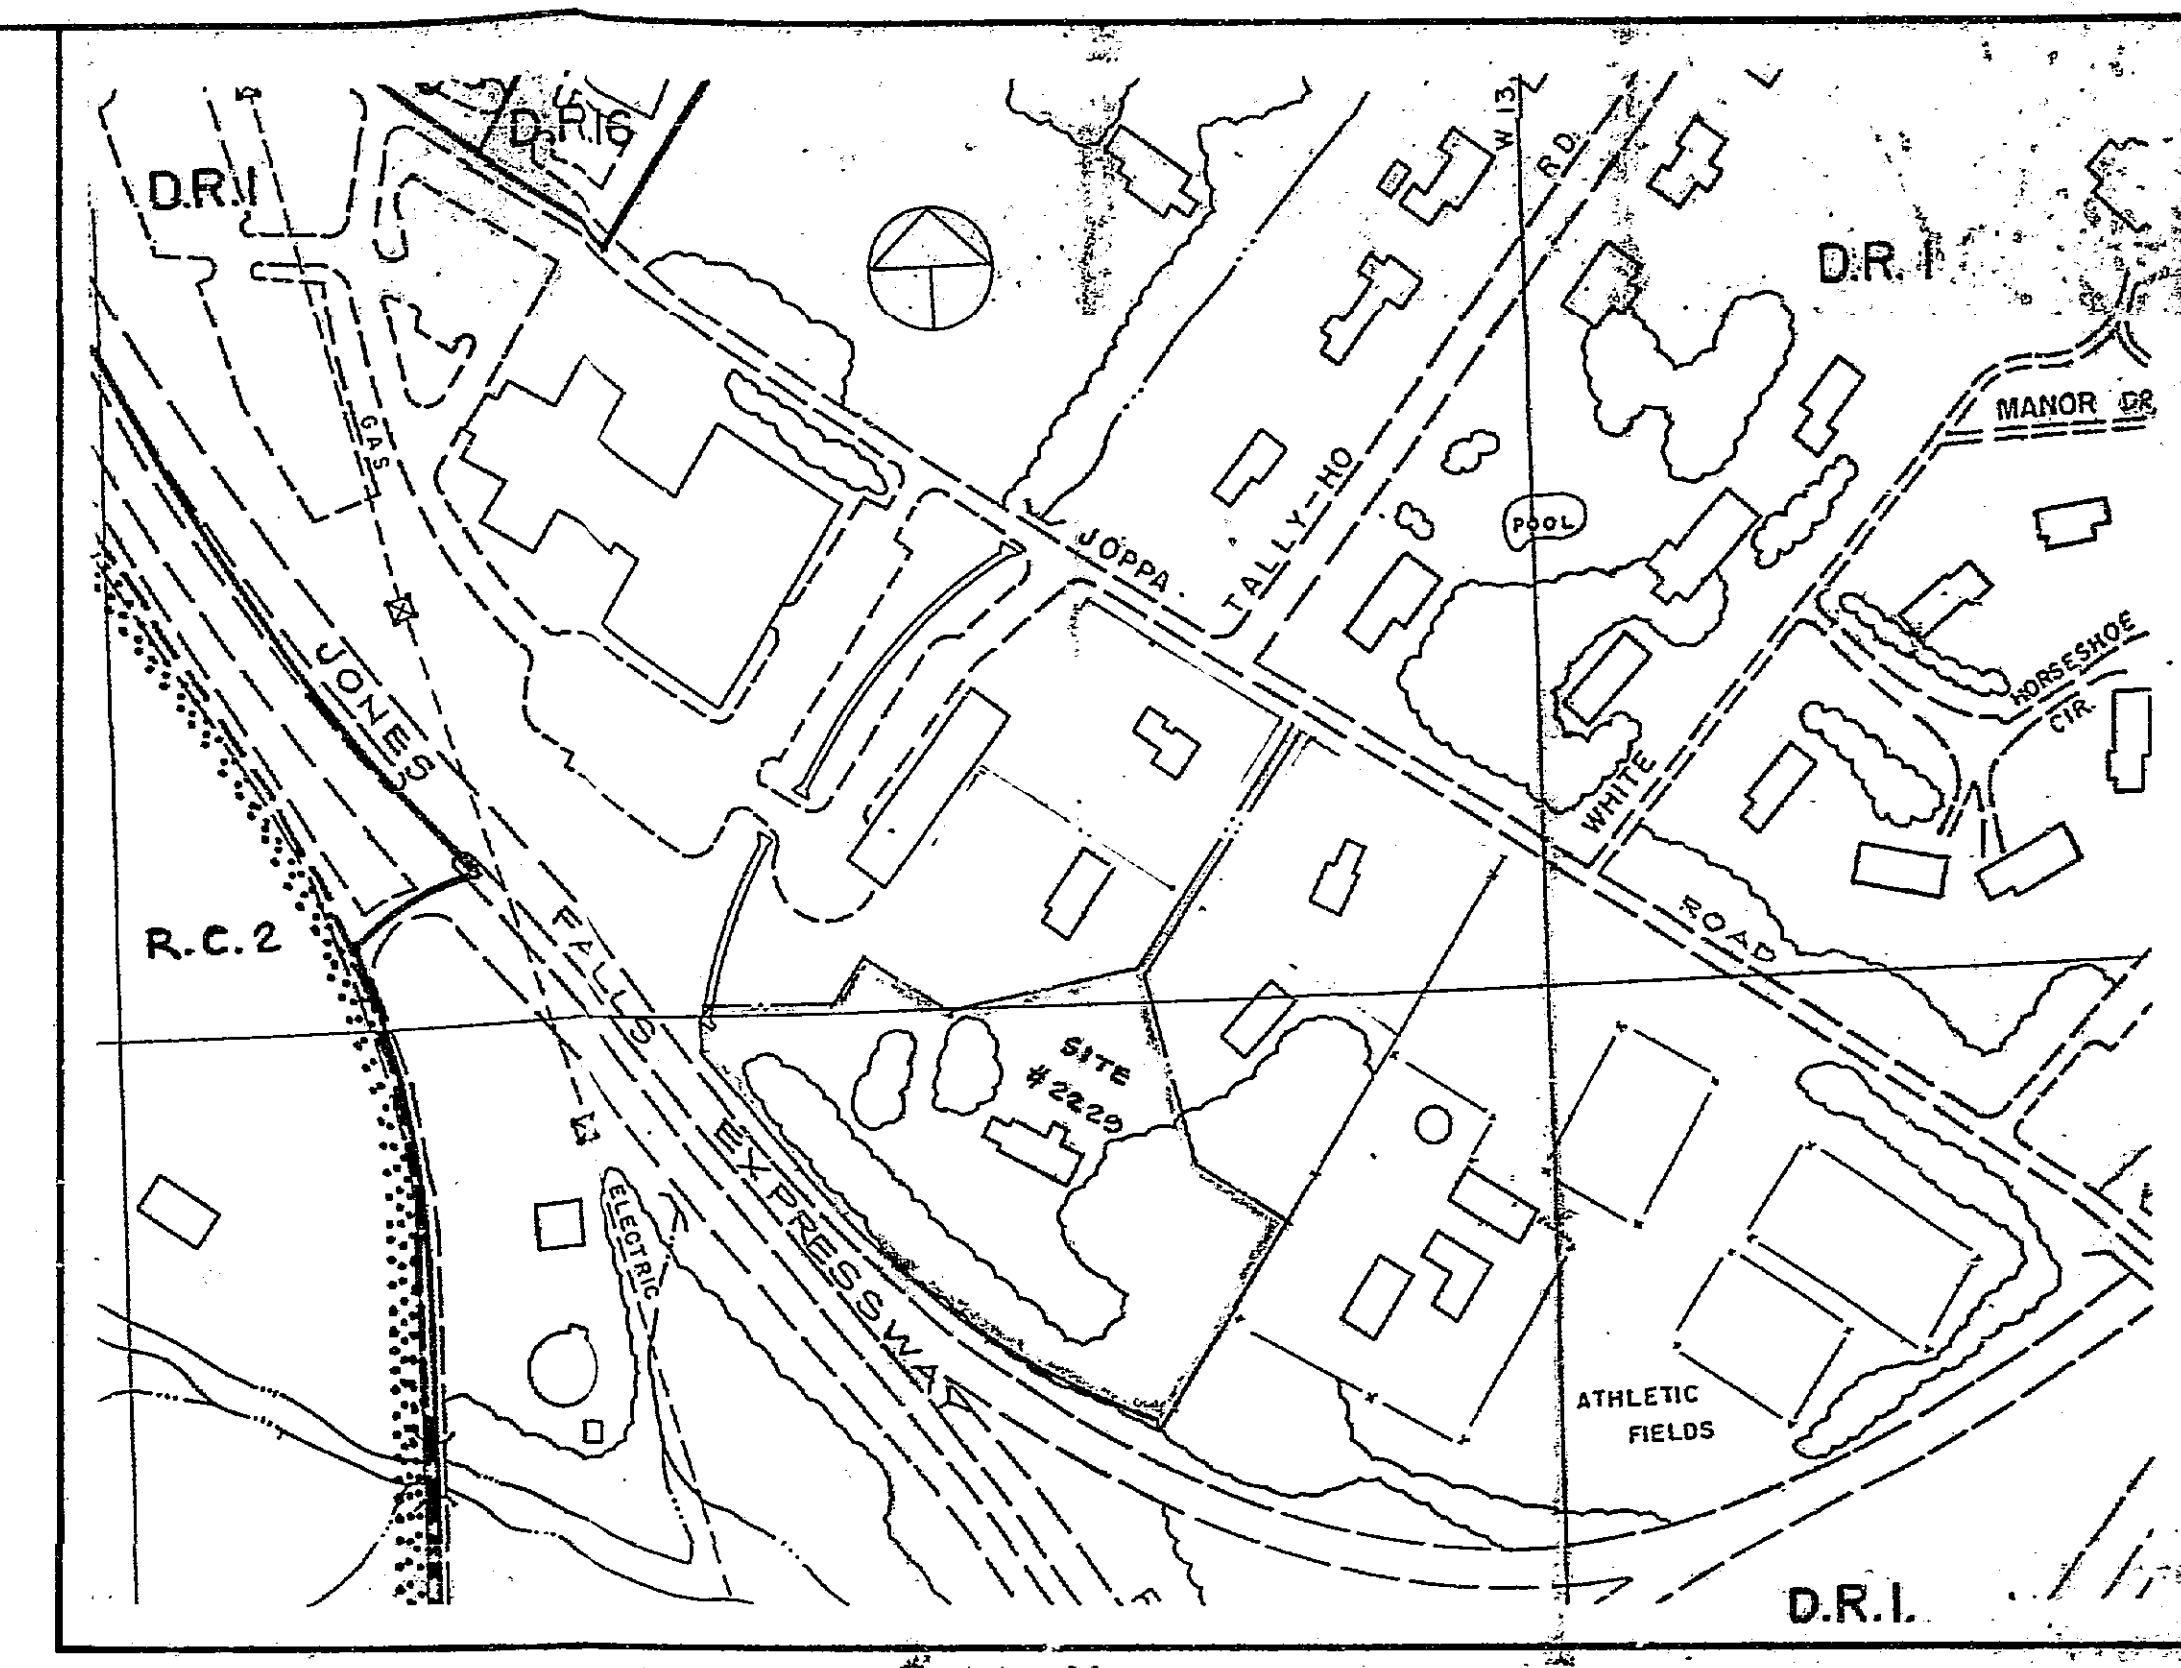 D.R.16
D.R.1
W 13
RD.
D.R. 1
GAS
MANOR DR
TALLY-HO
JOPPA.
POOL
JONES
HORSESHOE
CIR.
WHITE
ROAD
R.C.2
FALLS
SITE
#2229
EXPRESSWAY
ELECTRIC
ATHLETIC
FIELDS
D.R.1.